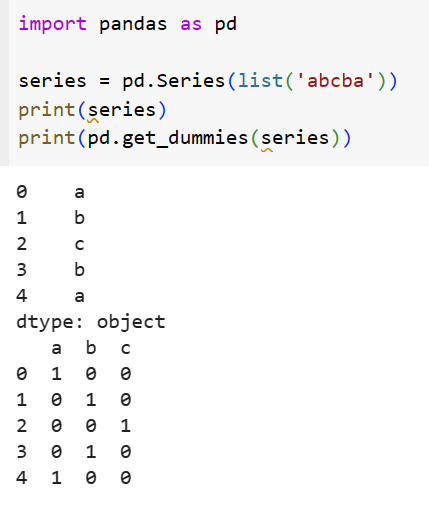 import pandas as pd
series = pd.Series(list('abcba'))
print(series)
print(pd.get_dummies(series))
0    a
1    b
2    c
3    b
4    a
dtype: object
   a  b  c
0  1  0  0
1  0  1  0
2  0  0  1
3  0  1  0
4  1  0  0